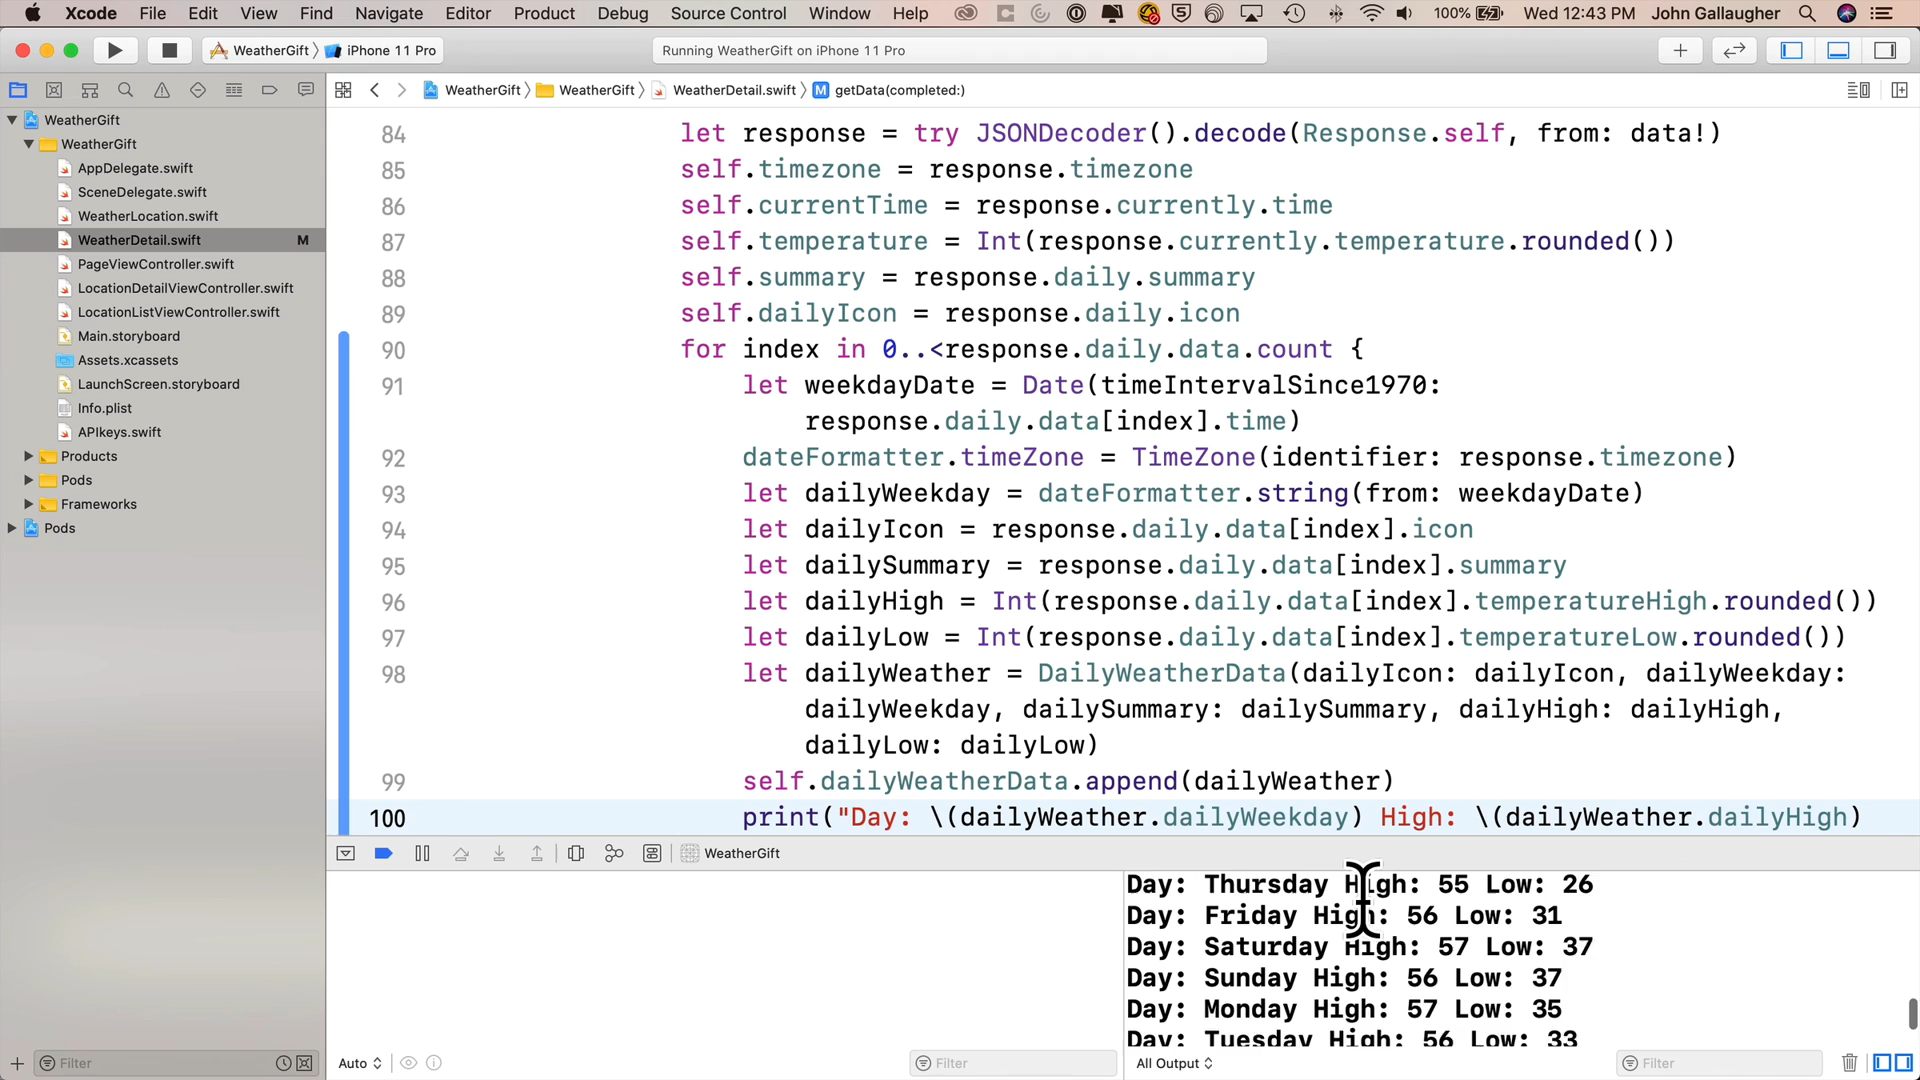 Xcode File Edit View Find Navigate Editor Product Debug Source Control Window Help 100% Wed 12:43 PM John Gallaugher
WeatherGift iPhone 11 Pro Running WeatherGift on iPhone 11 Pro
WeatherGift WeatherGift WeatherDetail.swift M getData(completed:)
WeatherGift
WeatherGift
AppDelegate.swift
SceneDelegate.swift
WeatherLocation.swift
WeatherDetail.swift M
PageViewController.swift
LocationDetailViewController.swift
LocationListViewController.swift
Main.storyboard
Assets.xcassets
LaunchScreen.storyboard
Info.plist
APIkeys.swift
Products
Pods
Frameworks
Pods
84 let response = try JSONDecoder().decode(Response.self, from: data!)
85 self.timezone = response.timezone
86 self.currentTime = response.currently.time
87 self.temperature = Int(response.currently.temperature.rounded())
88 self.summary = response.daily.summary
89 self.dailyIcon = response.daily.icon
90 for index in 0..<response.daily.data.count {
91 let weekdayDate = Date(timeIntervalSince1970:
response.daily.data[index].time)
92 dateFormatter.timeZone = TimeZone(identifier: response.timezone)
93 let dailyWeekday = dateFormatter.string(from: weekdayDate)
94 let dailyIcon = response.daily.data[index].icon
95 let dailySummary = response.daily.data[index].summary
96 let dailyHigh = Int(response.daily.data[index].temperatureHigh.rounded())
97 let dailyLow = Int(response.daily.data[index].temperatureLow.rounded())
98 let dailyWeather = DailyWeatherData(dailyIcon: dailyIcon, dailyWeekday:
dailyWeekday, dailySummary: dailySummary, dailyHigh: dailyHigh,
dailyLow: dailyLow)
99 self.dailyWeatherData.append(dailyWeather)
100 print("Day: \(dailyWeather.dailyWeekday) High: \(dailyWeather.dailyHigh)
WeatherGift
Day: Thursday High: 55 Low: 26
Day: Friday High: 56 Low: 31
Day: Saturday High: 57 Low: 37
Day: Sunday High: 56 Low: 37
Day: Monday High: 57 Low: 35
Day: Tuesday High: 56 Low: 33
Filter Auto Filter All Output Filter